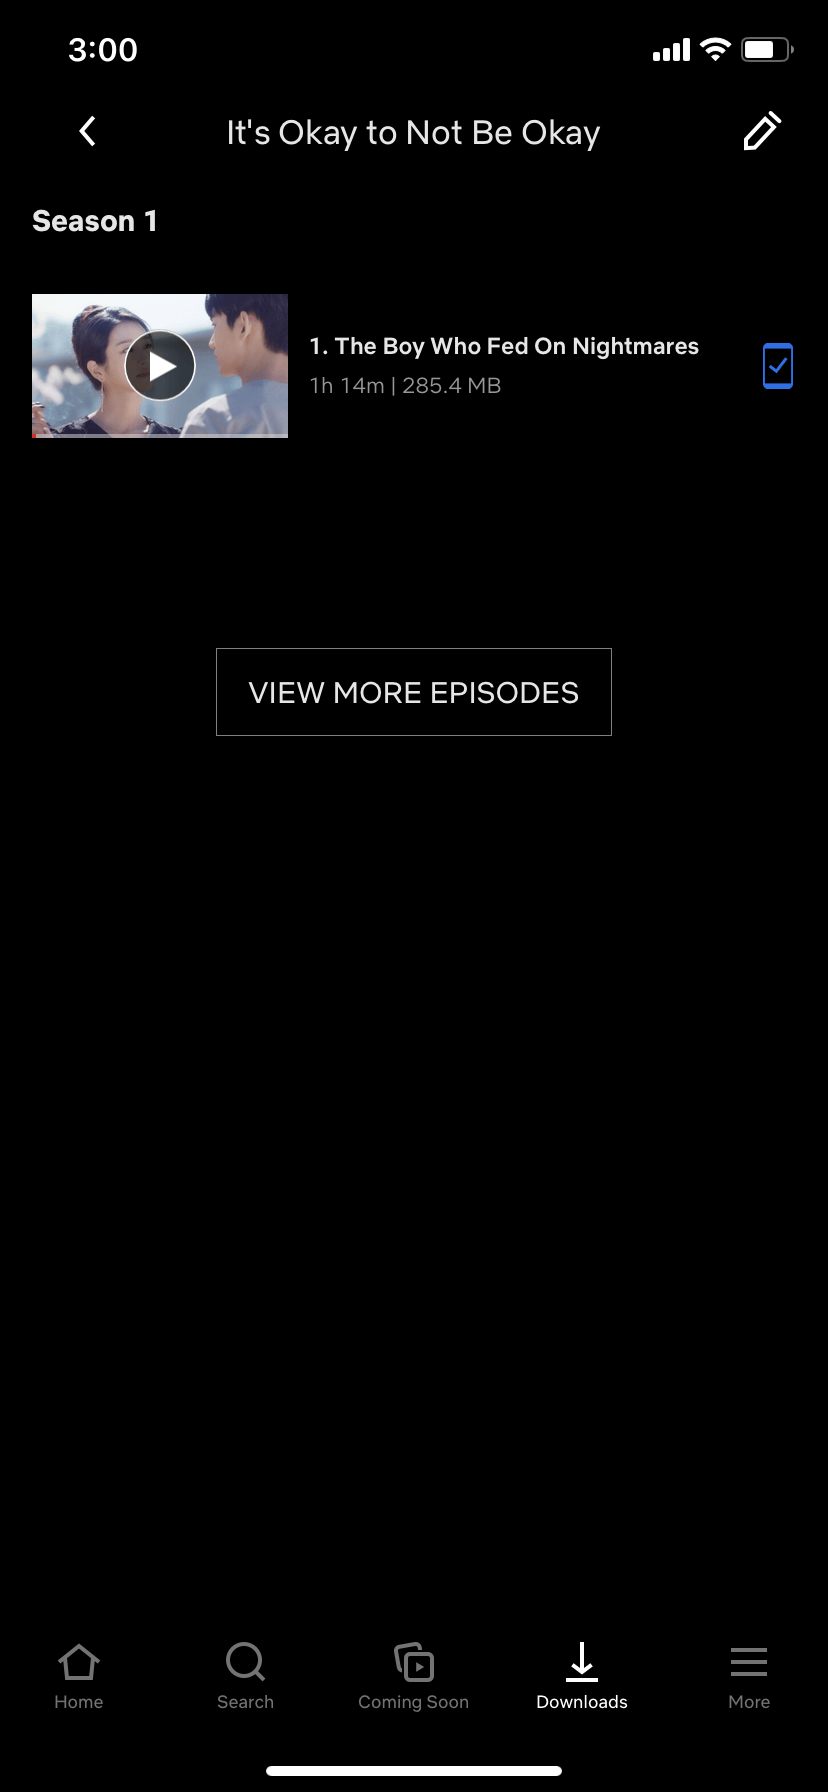 3:00
It's Okay to Not Be Okay
Season 1
1. The Boy Who Fed On Nightmares
1h 14m | 285.4 MB
VIEW MORE EPISODES
Home
Search
Coming Soon
Downloads
More